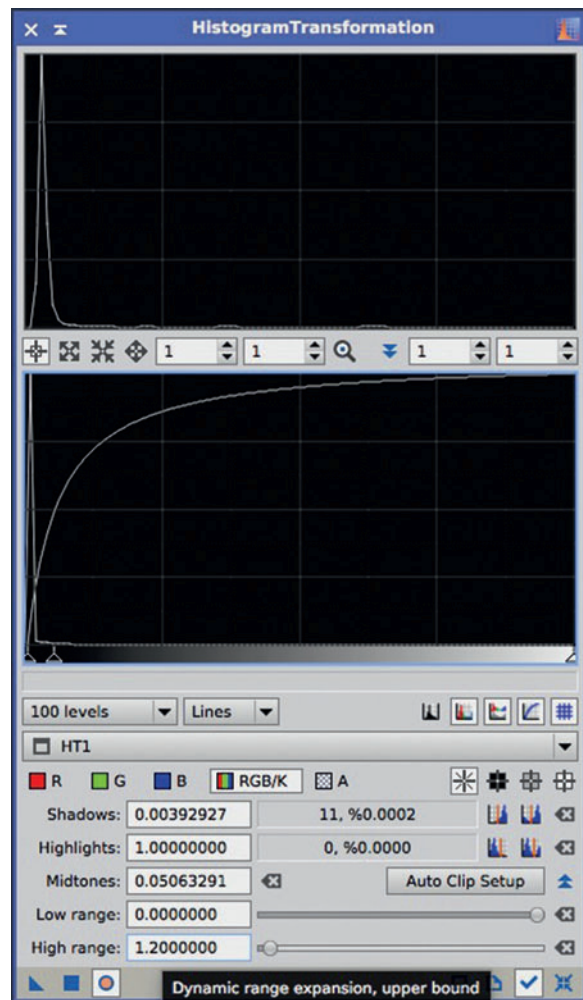 HistogramTransformation
1 1 1 1
100 levels Lines
HT1
R G B RGB/K A
Shadows: 0.00392927 11, %0.0002
Highlights: 1.00000000 0, %0.0000
Midtones: 0.05063291 Auto Clip Setup
Low range: 0.0000000
High range: 1.2000000
Dynamic range expansion, upper bound